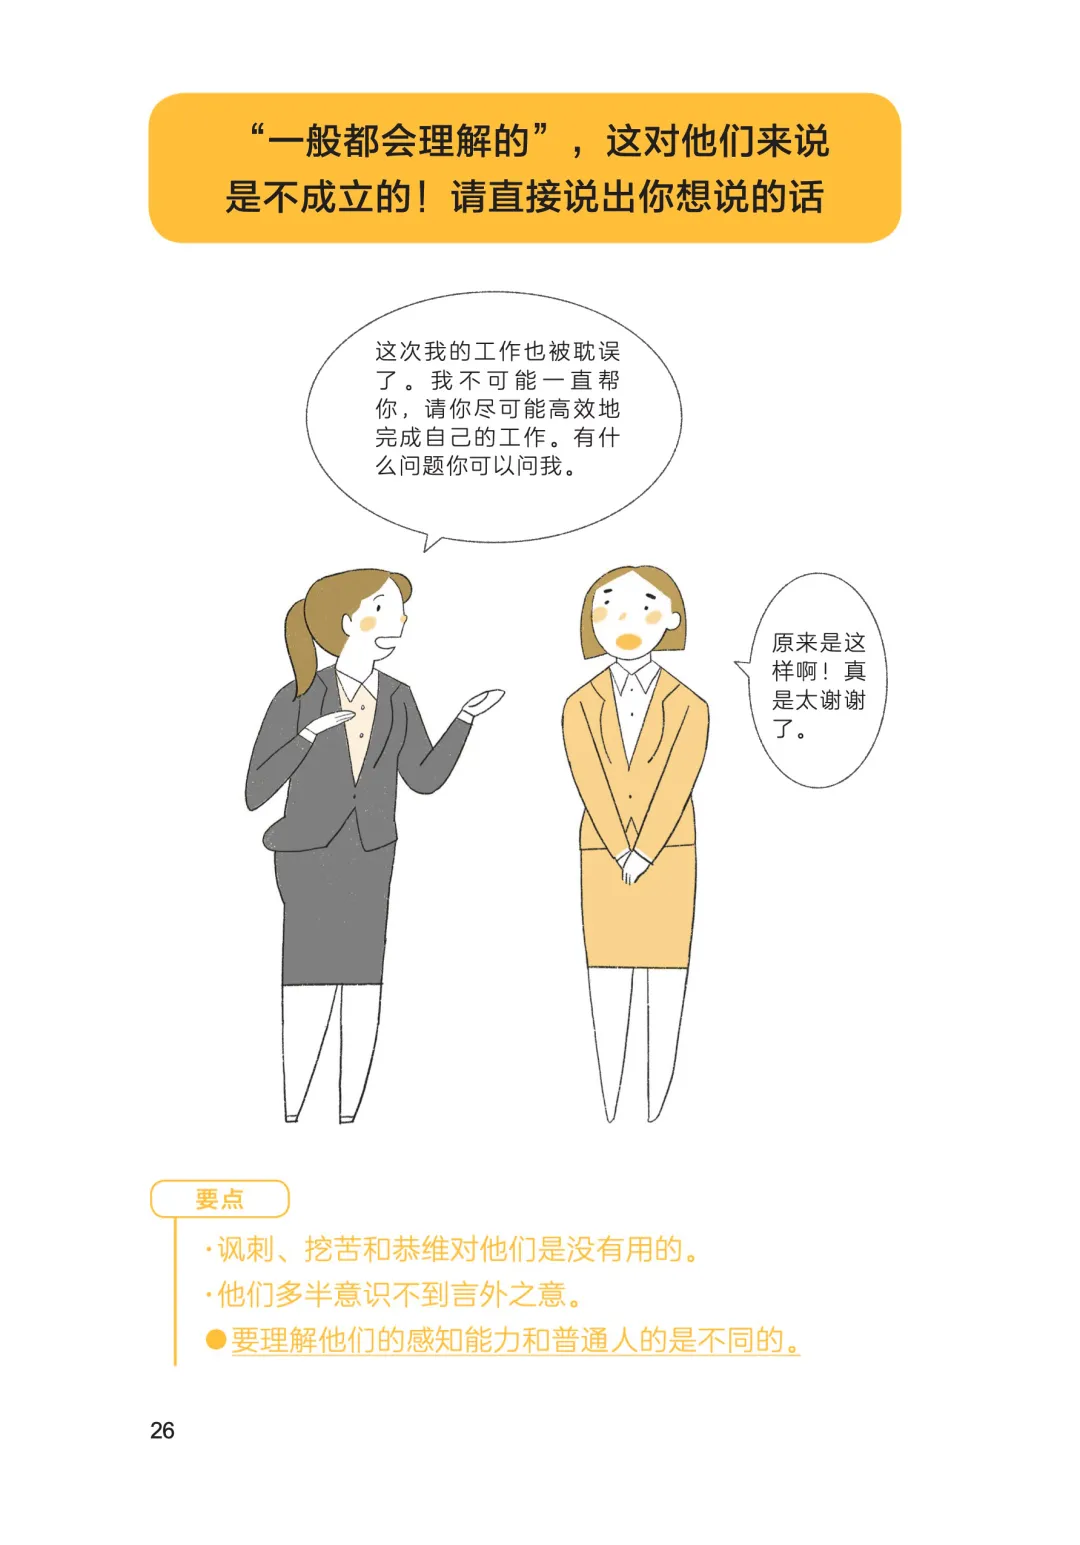 “一般都会理解的”，这对他们来说
是不成立的！请直接说出你想说的话
这次我的工作也被耽误
了。我不可能一直帮
你，请你尽可能高效地
完成自己的工作。有什
么问题你可以问我。
原来是这
样啊！真
是太谢谢
了。
要点
·讽刺、挖苦和恭维对他们是没有用的。
·他们多半意识不到言外之意。
●要理解他们的感知能力和普通人的是不同的。
26